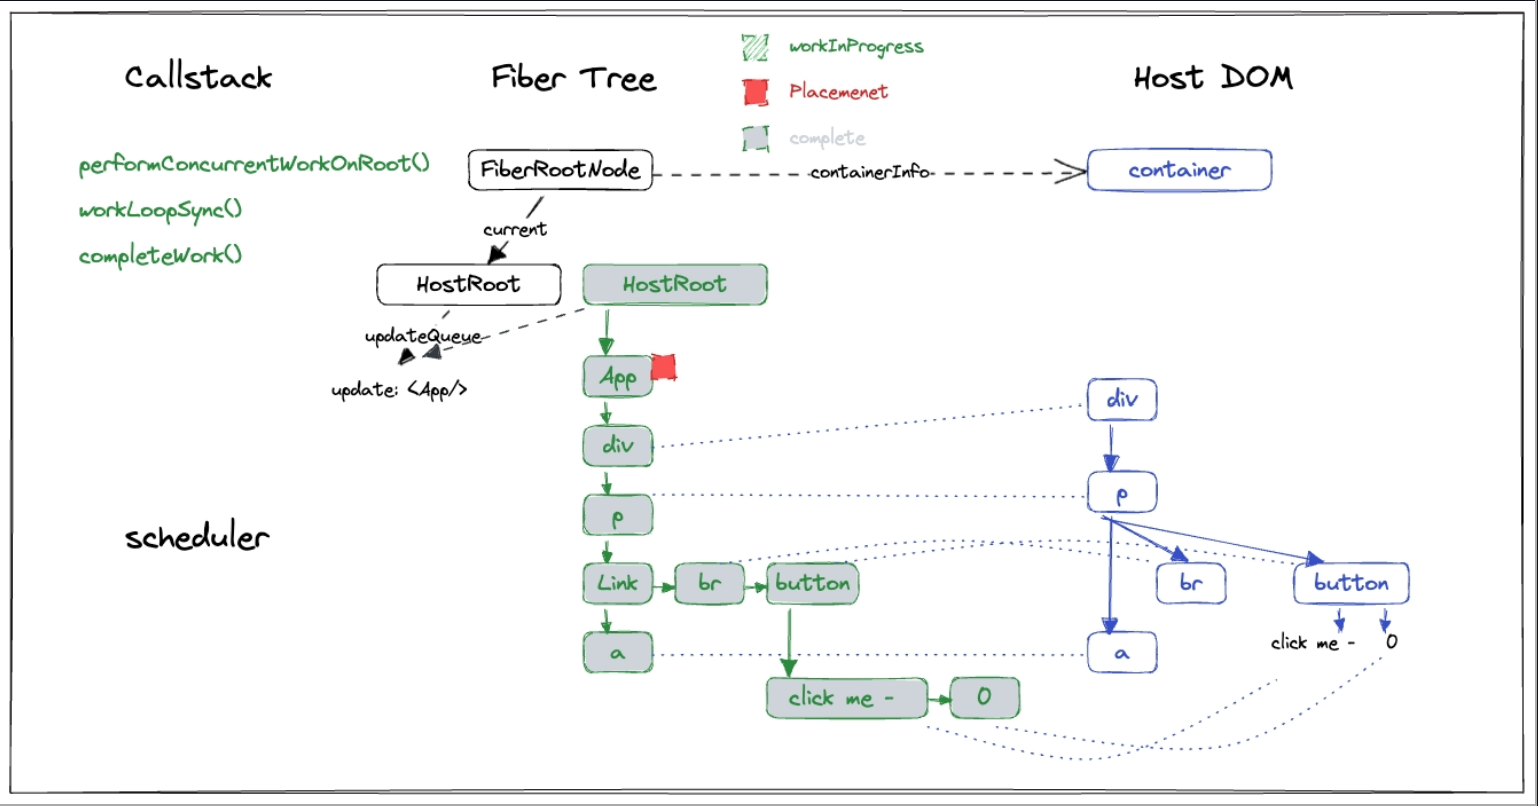 Callstack
Fiber Tree
workInProgress
Placemenet
complete
Host DOM
performConcurrentWorkOnRoot()
workLoopSync()
completeWork()
FiberRootNode
containerInfo
container
current
HostRoot
HostRoot
updateQueue
update: <App/>
App
div
div
p
p
scheduler
Link
br
button
br
button
a
a
click me -
0
click me -
0